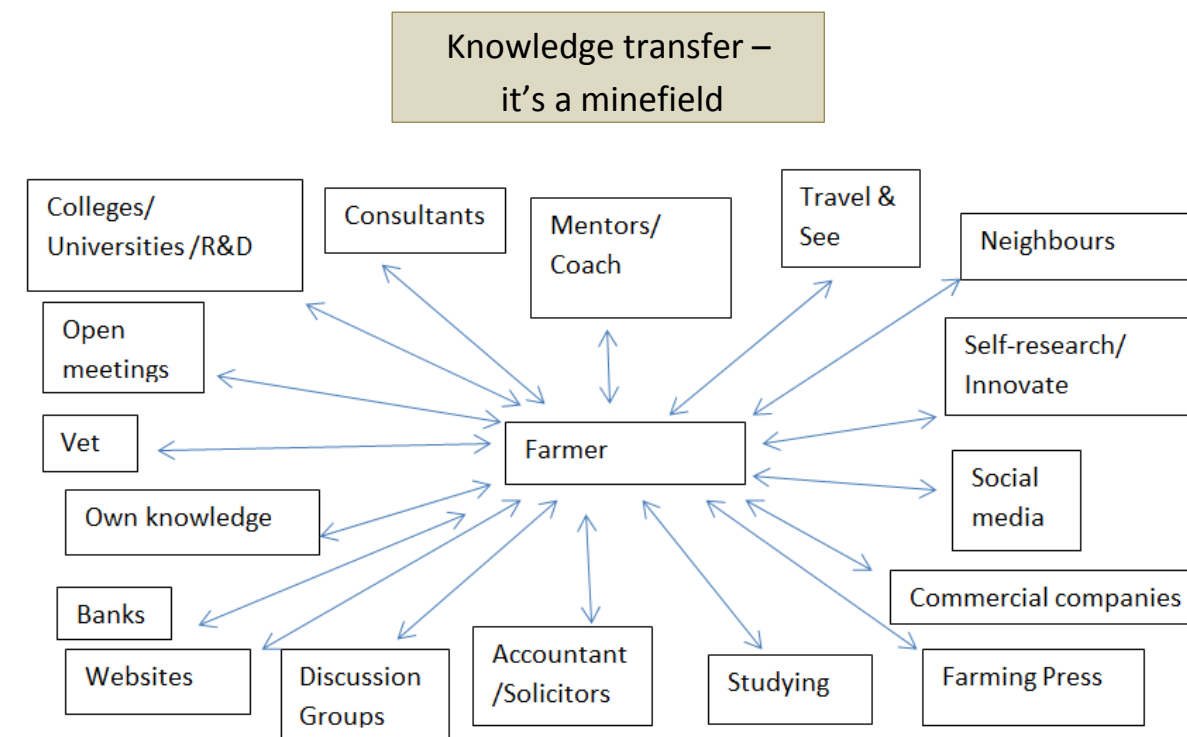 Knowledge transfer –
it's a minefield
Colleges/
Universities /R&D
Consultants
Mentors/
Coach
Travel &
See
Neighbours
Open
meetings
Self-research/
Innovate
Vet
Farmer
Own knowledge
Social
media
Banks
Commercial companies
Websites
Discussion
Groups
Accountant
/Solicitors
Studying
Farming Press